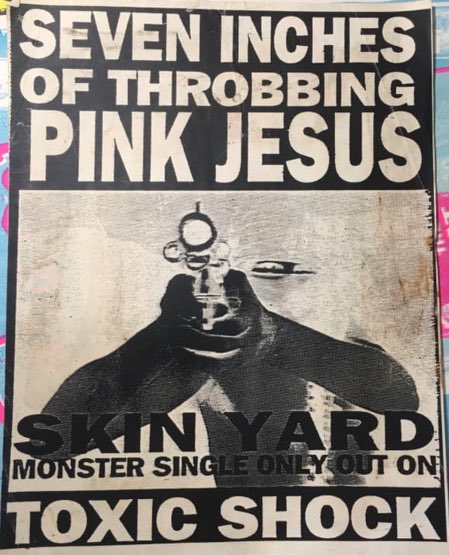 SEVEN INCHES
OF THROBBING
PINK JESUS
SKIN YARD
MONSTER SINGLE ONLY OUT ON
TOXIC SHOCK